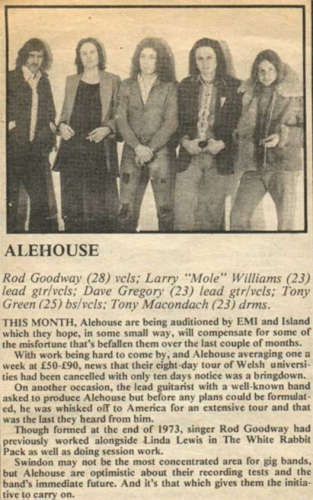 ALEHOUSE
Rod Goodway (28) vcls; Larry "Mole" Williams (23)
lead gtr/vcls; Dave Gregory (23) lead gtr/vcls; Tony
Green (25) bs/vcls; Tony Macondach (23) drms.
THIS MONTH, Alehouse are being auditioned by EMI and Island
which they hope, in some small way, will compensate for some of
the misfortune that's befallen them over the last couple of months.
With work being hard to come by, and Alehouse averaging one
a week at £50-£90, news that their eight-day tour of Welsh universi-
ties had been cancelled with only ten days notice was a bringdown.
On another occasion, the lead guitarist with a well-known band
asked to produce Alehouse but before any plans could be formulat-
ed, he was whisked off to America for an extensive tour and that
was the last they heard from him.
Though formed at the end of 1973, singer Rod Goodway had
previously worked alongside Linda Lewis in The White Rabbit
Pack as well as doing session work.
Swindon may not be the most concentrated area for gig bands,
but Alehouse are optimistic about their recording tests and the
band's immediate future. And it's that which gives them the initia-
tive to carry on.